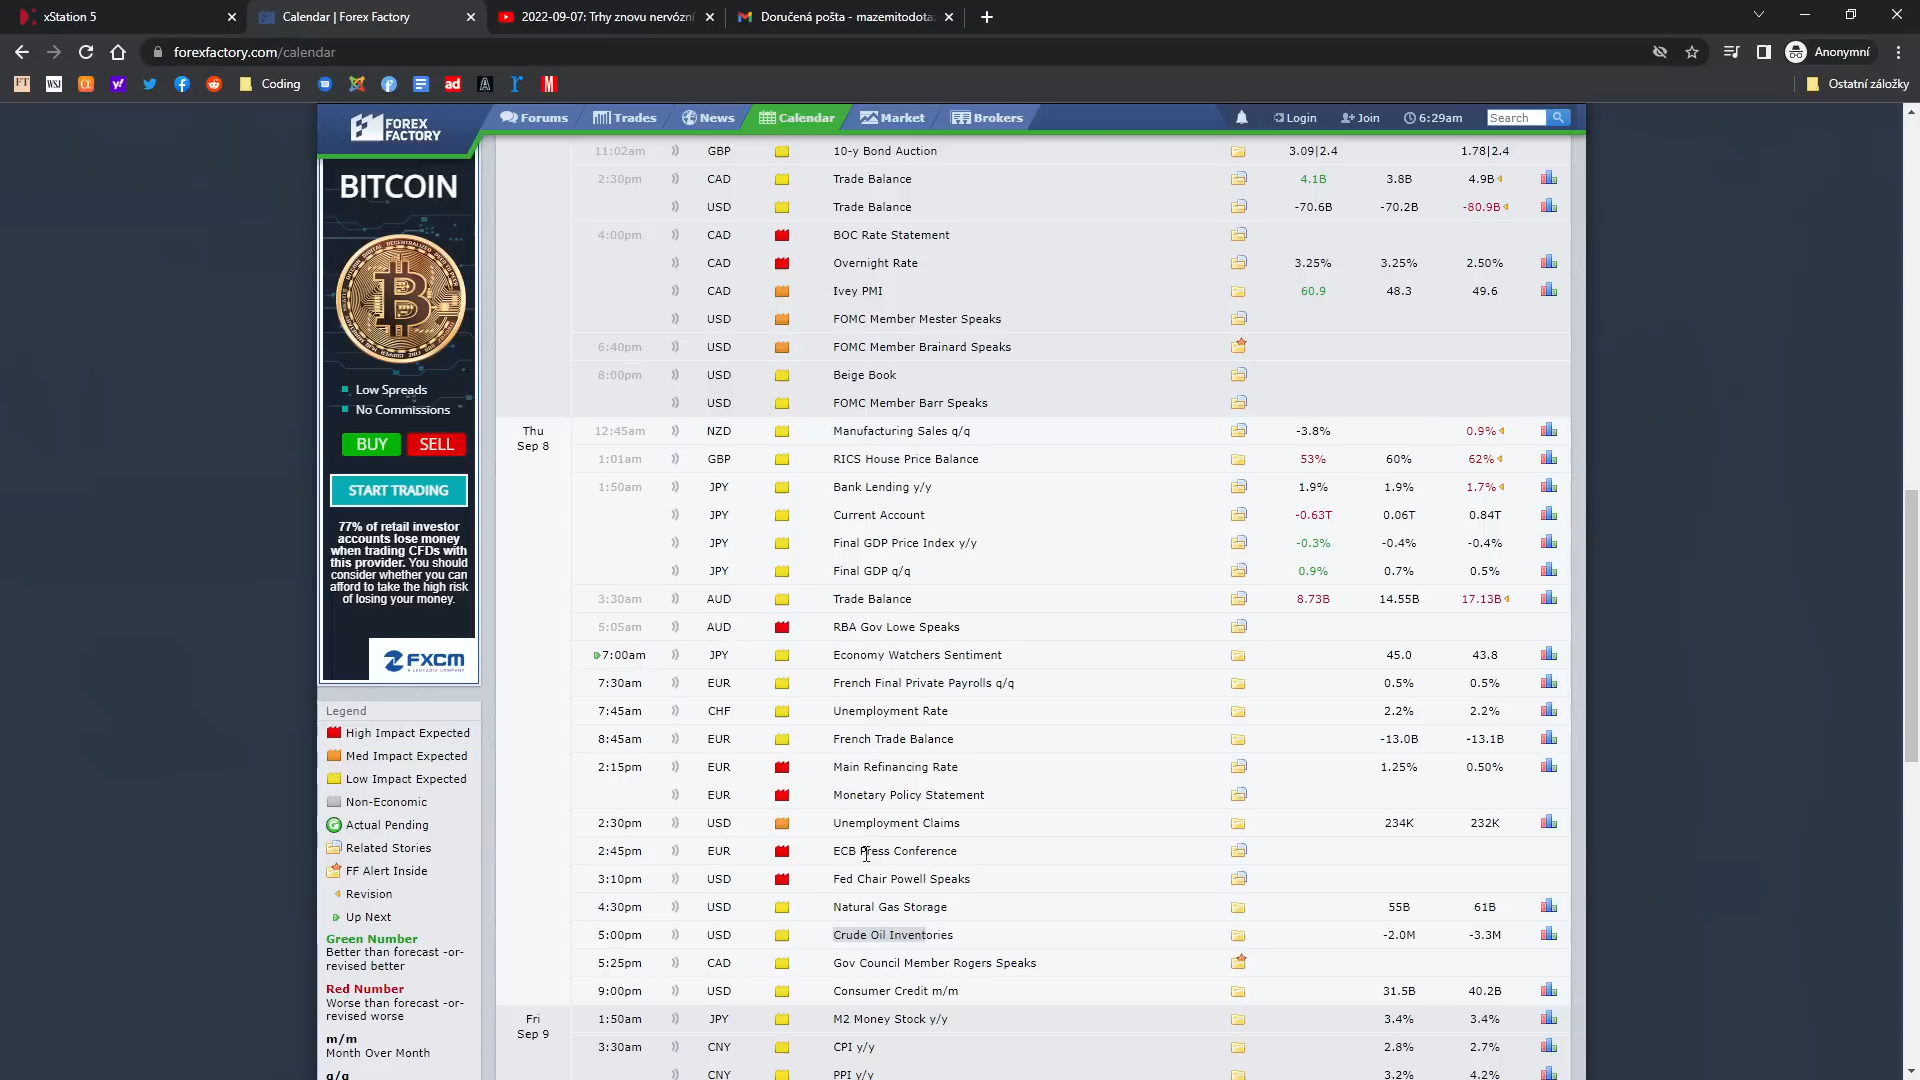 xStation 5
Calendar | Forex Factory
2022-09-07: Trhy znovu nervózní
Doručená pošta - mazemitodota
forexfactory.com/calendar
Anonymní
FT WSJ Coding ad A r M Ostatní záložky
FOREX FACTORY
Forums Trades News Calendar Market Brokers Login Join 6:29am Search
BITCOIN
Low Spreads
No Commissions
BUY SELL
START TRADING
77% of retail investor
accounts lose money
when trading CFDs with
this provider. You should
consider whether you can
afford to take the high risk
of losing your money.
FXCM
Legend
High Impact Expected
Med Impact Expected
Low Impact Expected
Non-Economic
Actual Pending
Related Stories
FF Alert Inside
Revision
Up Next
Green Number
Better than forecast -or-
revised better
Red Number
Worse than forecast -or-
revised worse
m/m
Month Over Month
q/q
11:02am GBP 10-y Bond Auction 3.09|2.4 1.78|2.4
2:30pm CAD Trade Balance 4.1B 3.8B 4.9B
USD Trade Balance -70.6B -70.2B -80.9B
4:00pm CAD BOC Rate Statement
CAD Overnight Rate 3.25% 3.25% 2.50%
CAD Ivey PMI 60.9 48.3 49.6
USD FOMC Member Mester Speaks
6:40pm USD FOMC Member Brainard Speaks
8:00pm USD Beige Book
USD FOMC Member Barr Speaks
Thu Sep 8 12:45am NZD Manufacturing Sales q/q -3.8% 0.9%
1:01am GBP RICS House Price Balance 53% 60% 62%
1:50am JPY Bank Lending y/y 1.9% 1.9% 1.7%
JPY Current Account -0.63T 0.06T 0.84T
JPY Final GDP Price Index y/y -0.3% -0.4% -0.4%
JPY Final GDP q/q 0.9% 0.7% 0.5%
3:30am AUD Trade Balance 8.73B 14.55B 17.13B
5:05am AUD RBA Gov Lowe Speaks
7:00am JPY Economy Watchers Sentiment 45.0 43.8
7:30am EUR French Final Private Payrolls q/q 0.5% 0.5%
7:45am CHF Unemployment Rate 2.2% 2.2%
8:45am EUR French Trade Balance -13.0B -13.1B
2:15pm EUR Main Refinancing Rate 1.25% 0.50%
EUR Monetary Policy Statement
2:30pm USD Unemployment Claims 234K 232K
2:45pm EUR ECB Press Conference
3:10pm USD Fed Chair Powell Speaks
4:30pm USD Natural Gas Storage 55B 61B
5:00pm USD Crude Oil Inventories -2.0M -3.3M
5:25pm CAD Gov Council Member Rogers Speaks
9:00pm USD Consumer Credit m/m 31.5B 40.2B
Fri Sep 9 1:50am JPY M2 Money Stock y/y 3.4% 3.4%
3:30am CNY CPI y/y 2.8% 2.7%
CNY PPI y/y 3.2% 4.2%